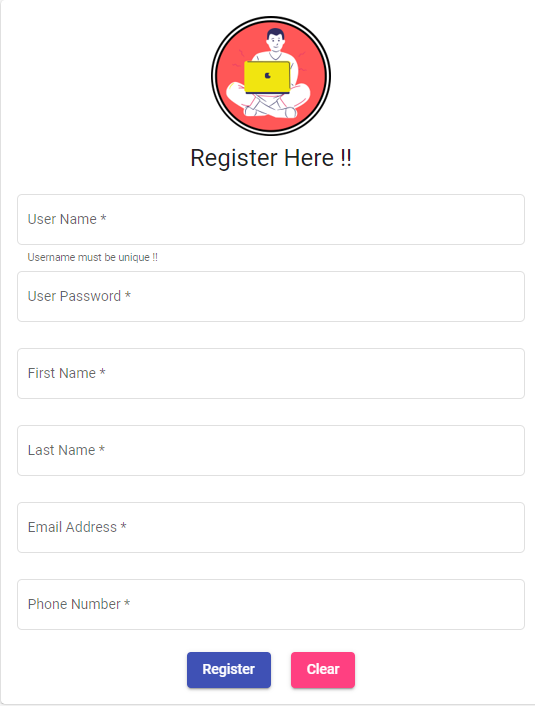 Register Here !!
User Name *
Username must be unique !!
User Password *
First Name *
Last Name *
Email Address *
Phone Number *
Register Clear